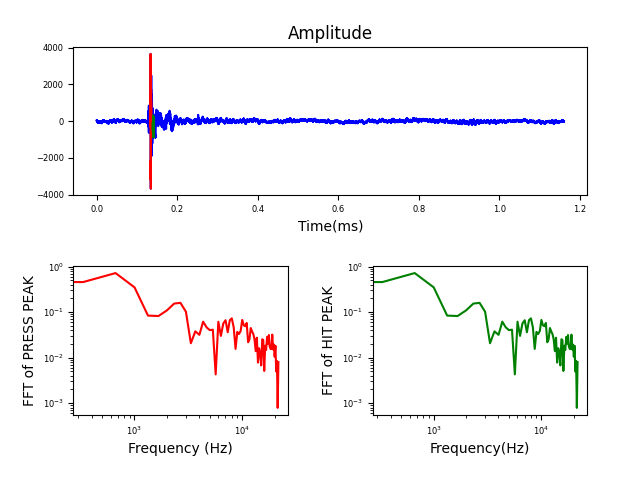 Amplitude
4000
2000
0
−2000
−4000
0.0 0.2 0.4 0.6 0.8 1.0 1.2
Time(ms)
FFT of PRESS PEAK
10⁰
10⁻¹
10⁻²
10⁻³
10³ 10⁴
Frequency (Hz)
FFT of HIT PEAK
10⁰
10⁻¹
10⁻²
10⁻³
10³ 10⁴
Frequency(Hz)